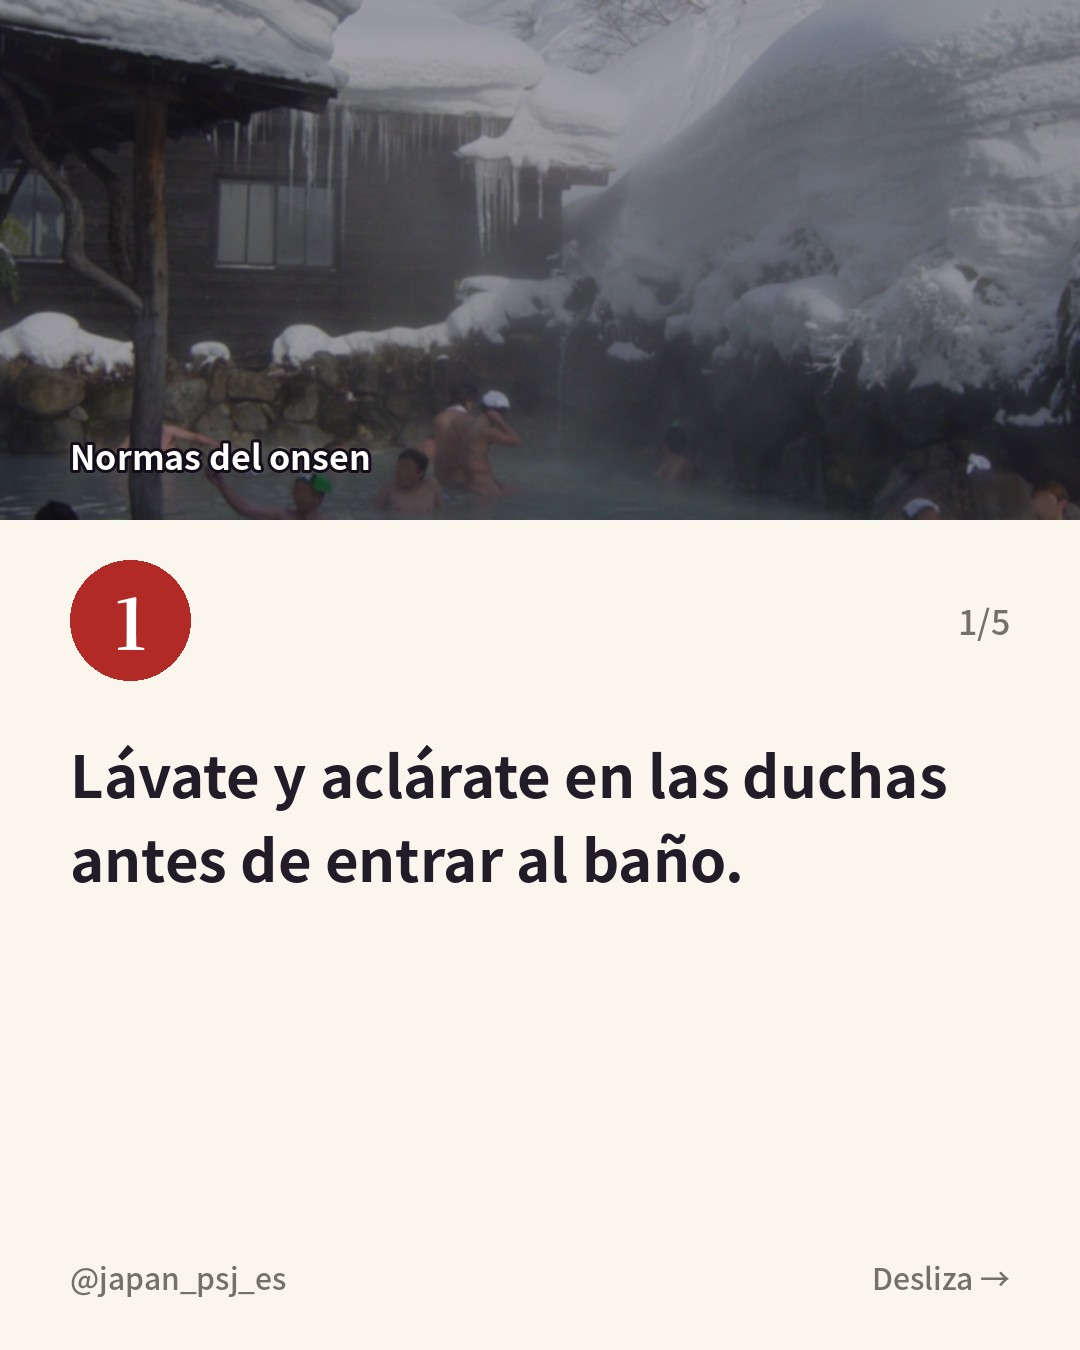 Normas del onsen
1
1/5
Lávate y aclárate en las duchas
antes de entrar al baño.
@japan_psj_es
Desliza →